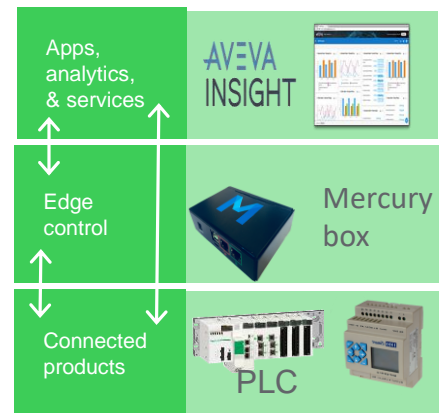 Apps,
analytics,
& services
AVEVA
INSIGHT
Edge
control
M
Mercury
box
Connected
products
PLC